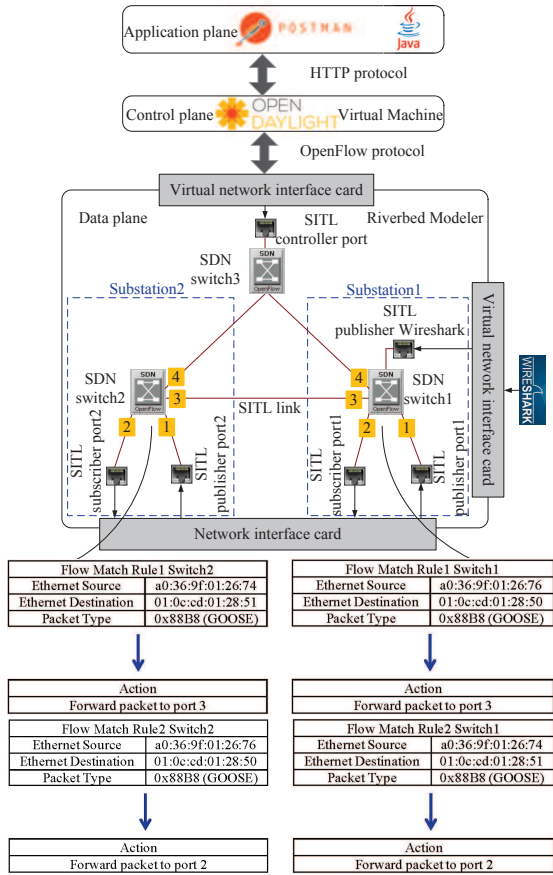 Application plane
POSTMAN
Java
HTTP protocol
Control plane
OPEN
DAYLIGHT
Virtual Machine
OpenFlow protocol
Virtual network interface card
Data plane
SITL
controller port
Riverbed Modeler
SDN
switch3
SDN
OpenFlow
Substation2
Substation1
SITL
publisher Wireshark
Virtual network interface card
WIRESHARK
SDN
switch2
SDN
OpenFlow
4
3
2
1
SITL link
4
3
2
1
SDN
OpenFlow
SDN
switch1
SITL
subscriber port2
SITL
publisher port2
SITL
subscriber port1
SITL
publisher port1
Network interface card
Flow Match Rule1 Switch2
Ethernet Source a0:36:9f:01:26:74
Ethernet Destination 01:0c:cd:01:28:51
Packet Type 0x88B8 (GOOSE)
Action
Forward packet to port 3
Flow Match Rule2 Switch2
Ethernet Source a0:36:9f:01:26:76
Ethernet Destination 01:0c:cd:01:28:50
Packet Type 0x88B8 (GOOSE)
Action
Forward packet to port 2
Flow Match Rule1 Switch1
Ethernet Source a0:36:9f:01:26:76
Ethernet Destination 01:0c:cd:01:28:50
Packet Type 0x88B8 (GOOSE)
Action
Forward packet to port 3
Flow Match Rule2 Switch1
Ethernet Source a0:36:9f:01:26:74
Ethernet Destination 01:0c:cd:01:28:51
Packet Type 0x88B8 (GOOSE)
Action
Forward packet to port 2